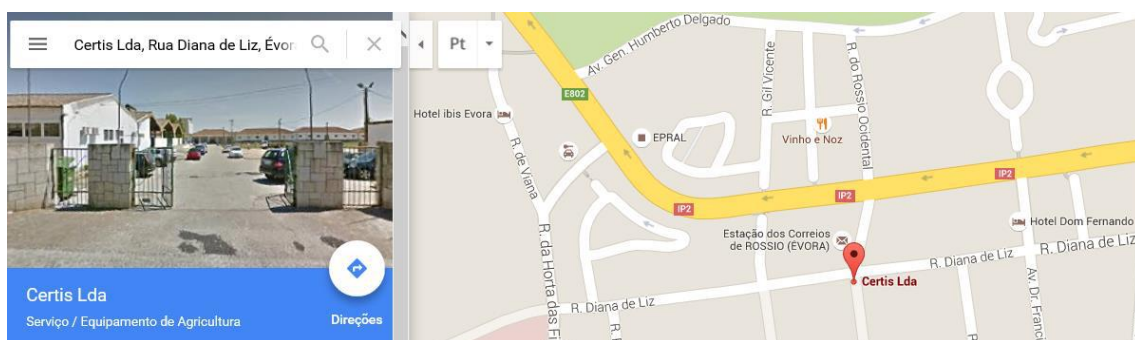 Certis Lda, Rua Diana de Liz, Évor
Pt
Certis Lda
Serviço / Equipamento de Agricultura
Direções
Av. Gen. Humberto Delgado
E802
Hotel ibis Evora
EPRAL
R. Gil Vicente
R. do Rossio Ocidental
Vinho e Noz
R. de Viana
IP2
IP2
IP2
Estação dos Correios
de ROSSIO (ÉVORA)
Hotel Dom Fernando
R. da Horta das Fi
R. Diana de Liz
R. Diana de Liz
R. Diana de Liz
Certis Lda
Av. Dr. Franci
R.
R.